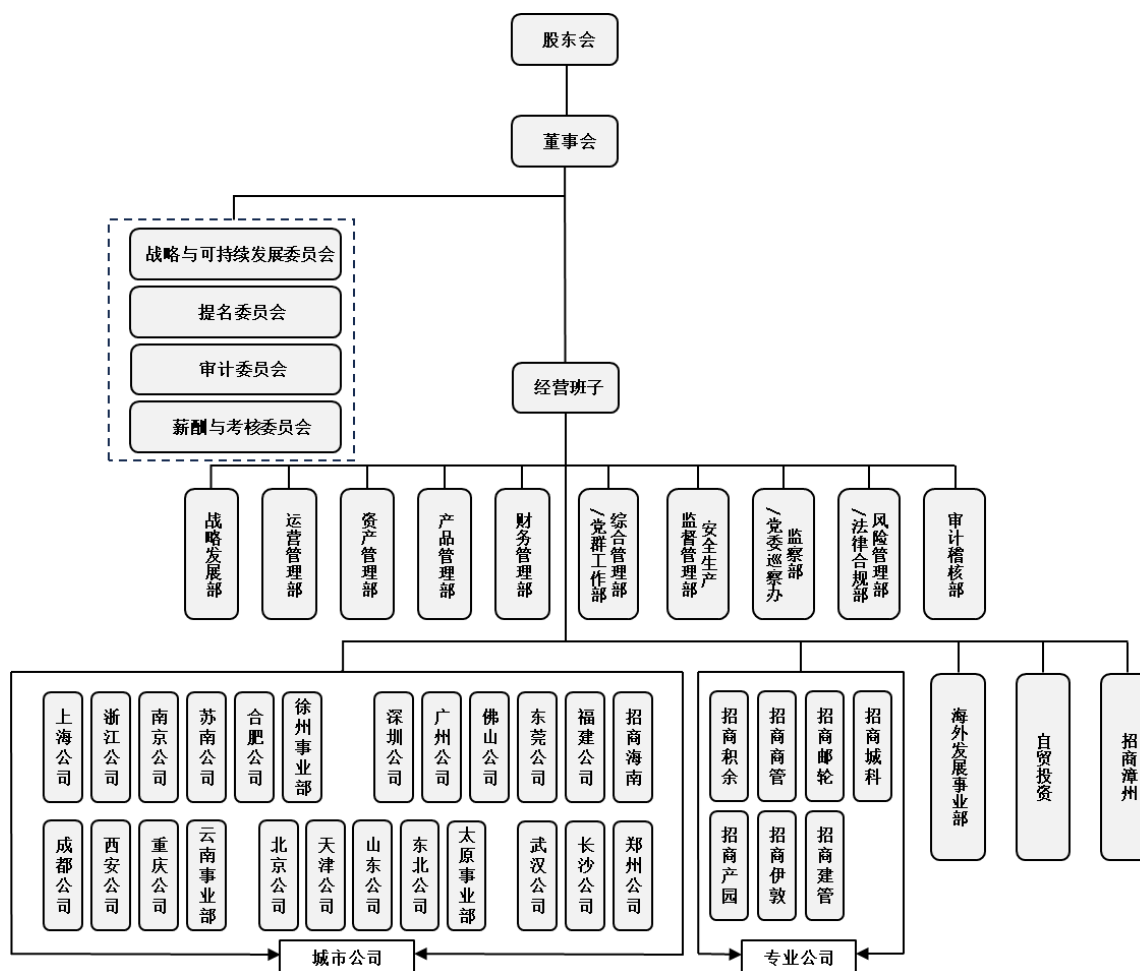 股东会
董事会
战略与可持续发展委员会
提名委员会
审计委员会
薪酬与考核委员会
经营班子
战略发展部
运营管理部
资产管理部
产品管理部
财务管理部
综合管理部
/党群工作部
安全生产
监督管理部
监察部
/党委巡察办
风险管理部
/法律合规部
审计稽核部
上海公司
浙江公司
南京公司
苏南公司
合肥公司
徐州事业部
深圳公司
广州公司
佛山公司
东莞公司
福建公司
招商海南
成都公司
西安公司
重庆公司
云南事业部
北京公司
天津公司
山东公司
东北公司
太原事业部
武汉公司
长沙公司
郑州公司
城市公司
招商积余
招商商管
招商邮轮
招商城科
招商产园
招商伊敦
招商建管
专业公司
海外发展事业部
自贸投资
招商漳州